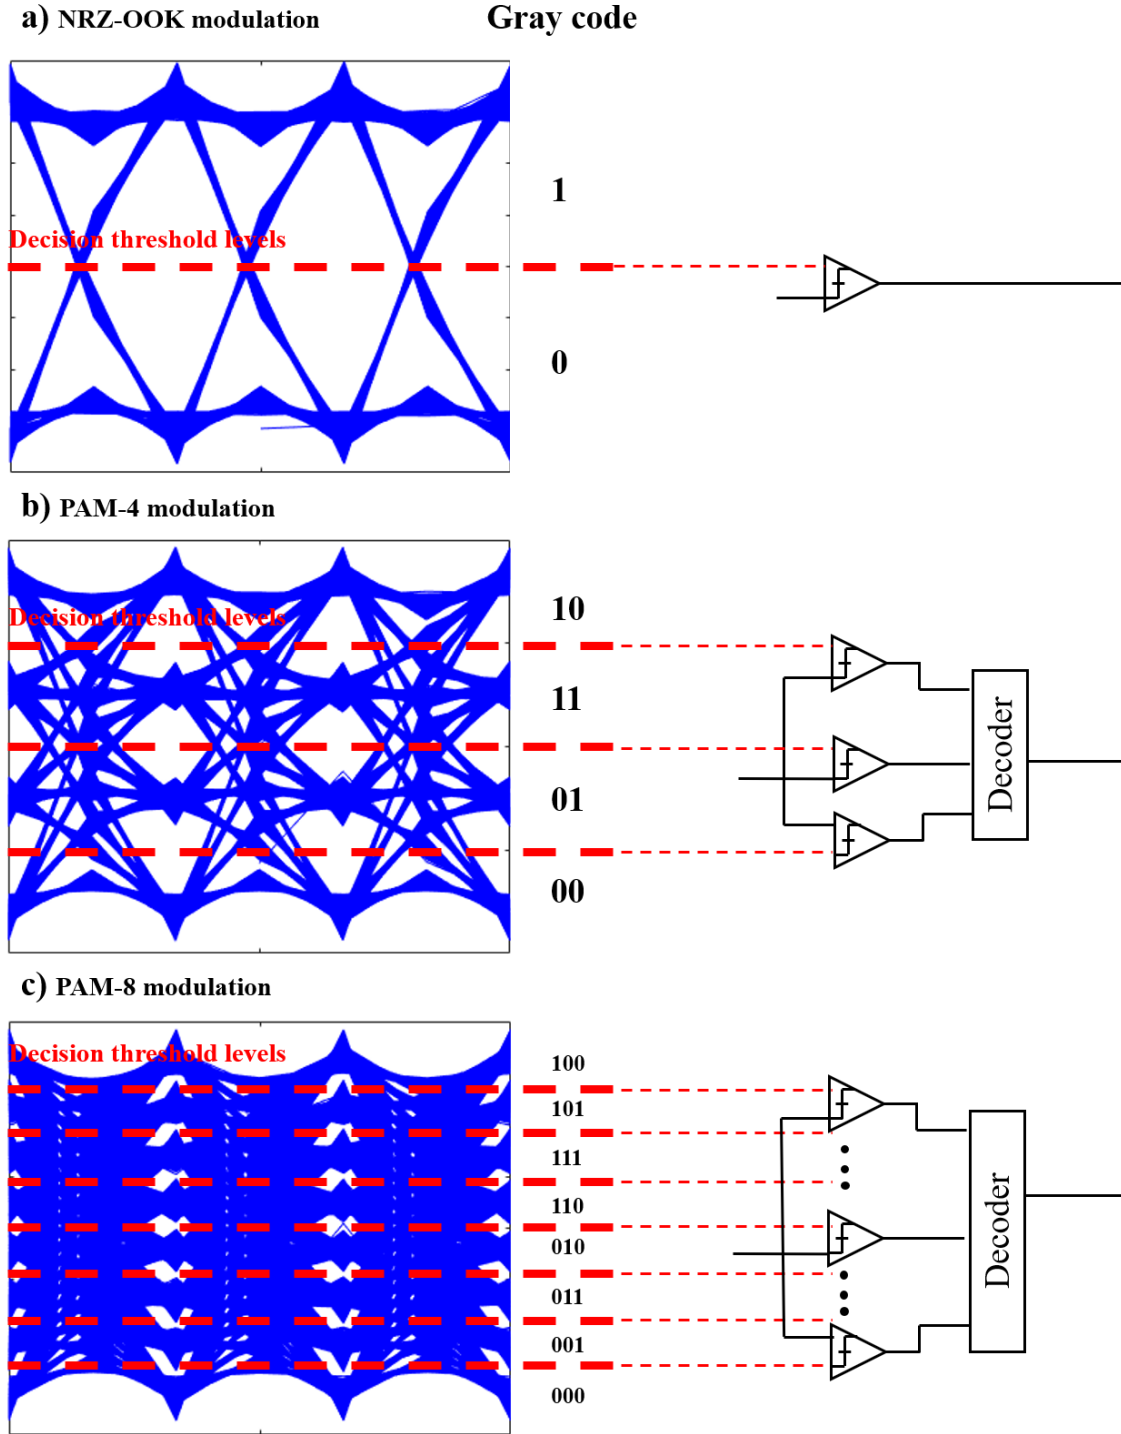 a) NRZ-OOK modulation
Gray code
Decision threshold levels
1
0
b) PAM-4 modulation
Decision threshold levels
10
11
01
00
Decoder
c) PAM-8 modulation
Decision threshold levels
100
101
111
110
010
011
001
000
Decoder